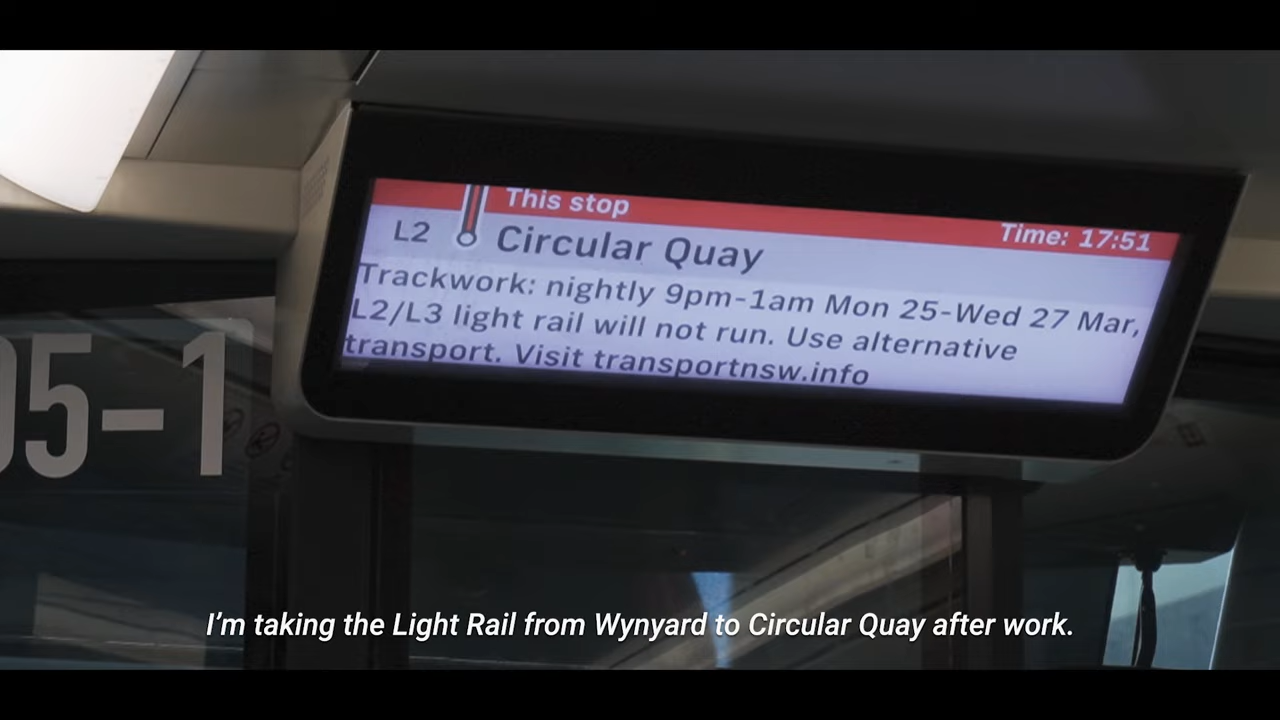 This stop
Time: 17:51
L2
Circular Quay
Trackwork: nightly 9pm-1am Mon 25-Wed 27 Mar,
L2/L3 light rail will not run. Use alternative
transport. Visit transportnsw.info
05-1
I'm taking the Light Rail from Wynyard to Circular Quay after work.